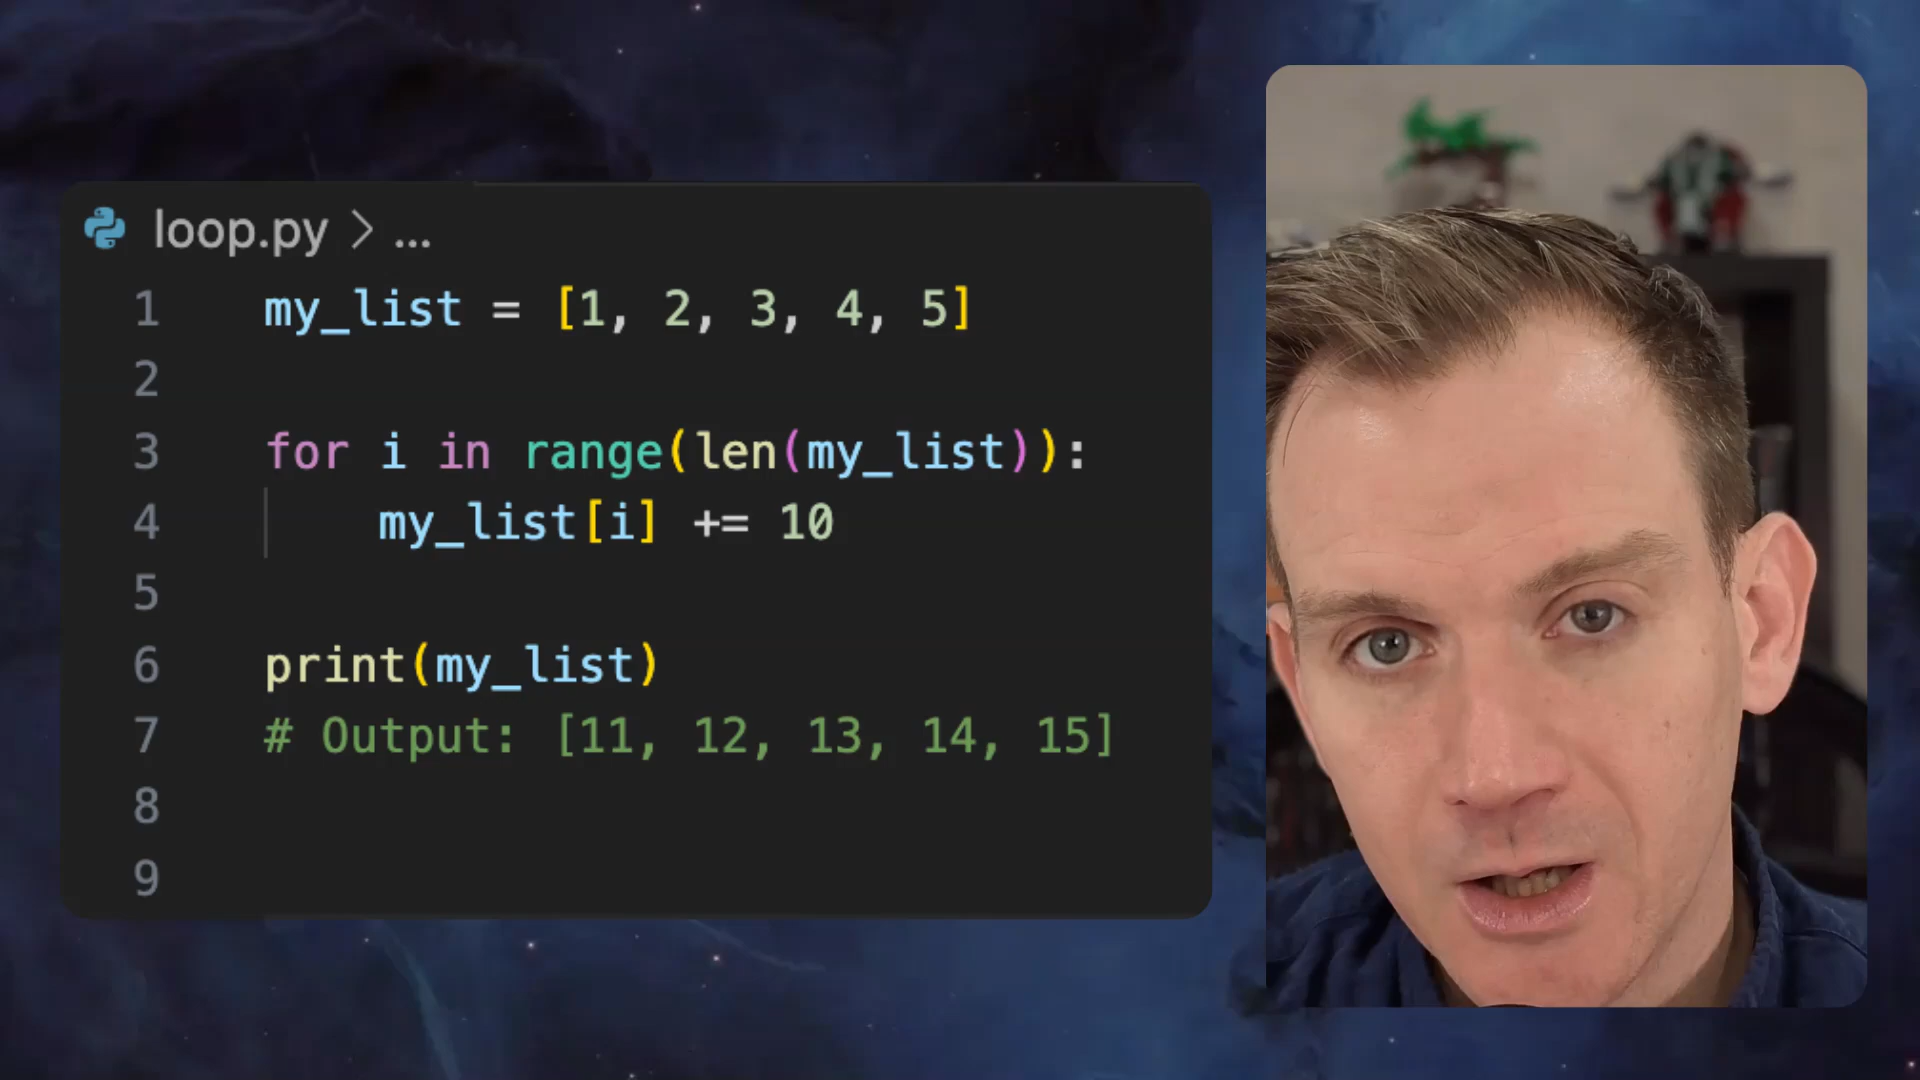 loop.py > ...
1 my_list = [1, 2, 3, 4, 5]
2
3 for i in range(len(my_list)):
4     my_list[i] += 10
5
6 print(my_list)
7 # Output: [11, 12, 13, 14, 15]
8
9